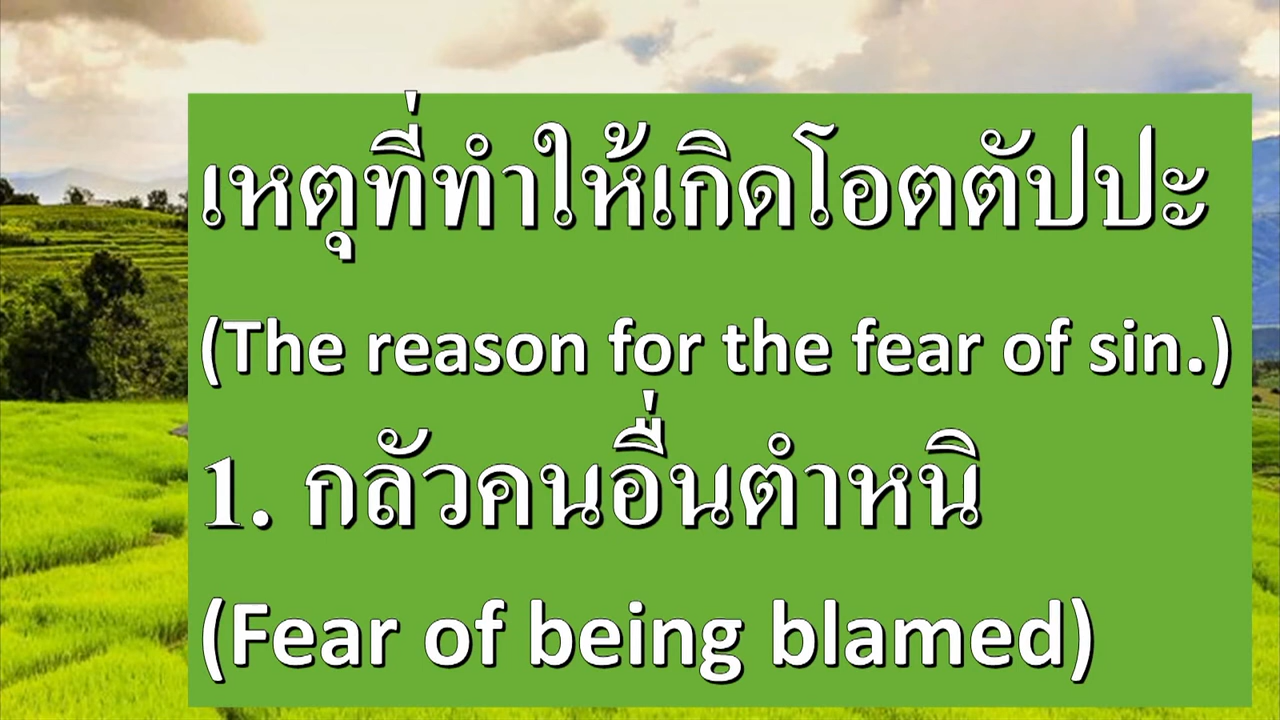 เหตุที่ทำให้เกิดโอตตัปปะ
(The reason for the fear of sin.)
1. กลัวคนอื่นตำหนิ
(Fear of being blamed)